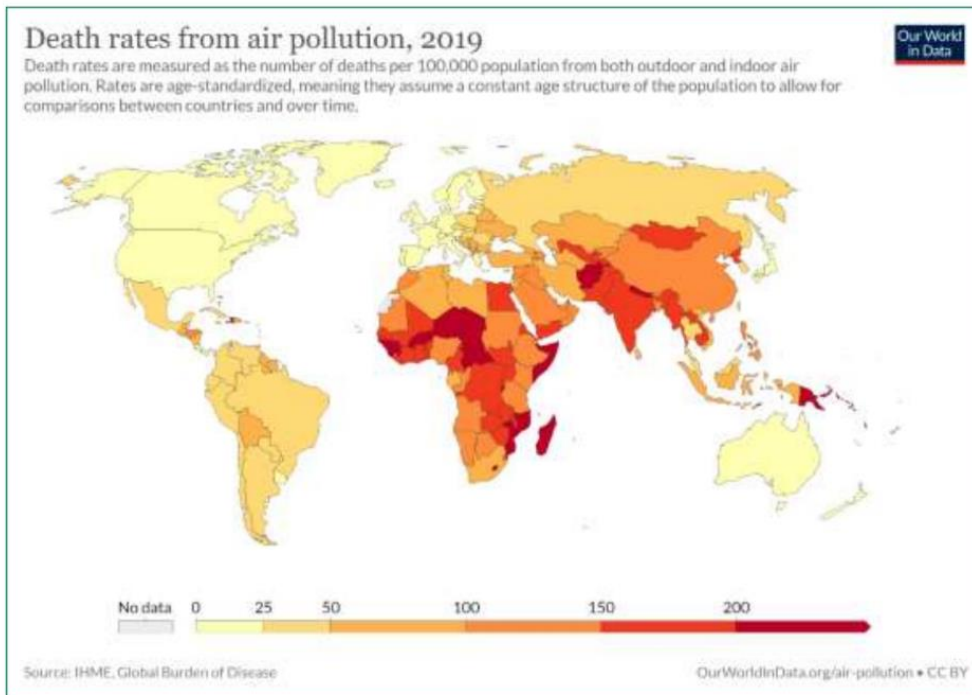 Death rates from air pollution, 2019
Our World
in Data
Death rates are measured as the number of deaths per 100,000 population from both outdoor and indoor air
pollution. Rates are age-standardized, meaning they assume a constant age structure of the population to allow for
comparisons between countries and over time.
No data 0 25 50 100 150 200
Source: IHME, Global Burden of Disease
OurWorldInData.org/air-pollution • CC BY